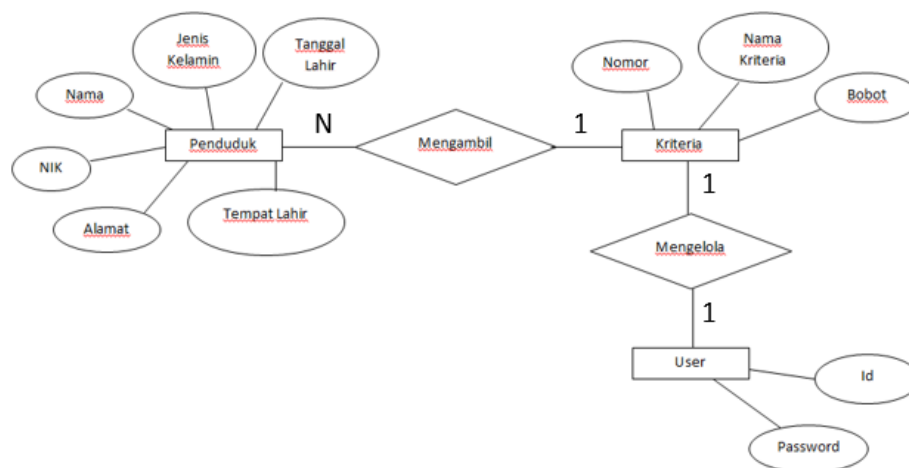 Jenis
Kelamin
Tanggal
Lahir
Nama
Kriteria
Nomor
Nama
Bobot
N
1
Penduduk
Mengambil
Kriteria
NIK
1
Tempat Lahir
Alamat
Mengelola
1
User
Id
Password